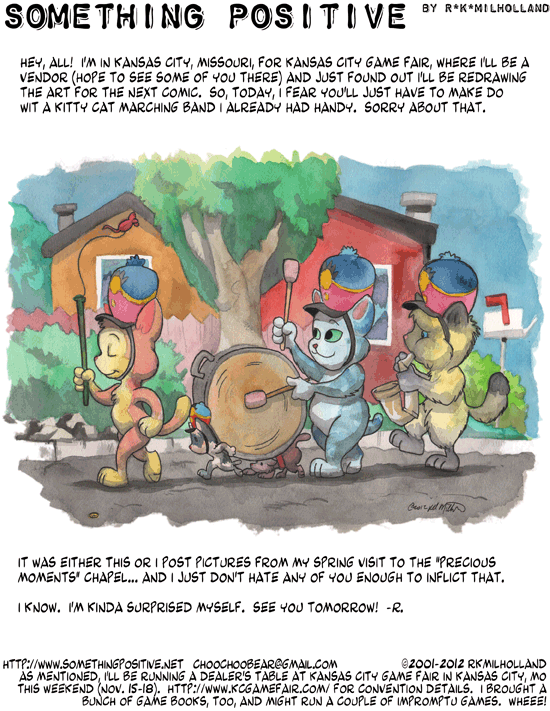 SOMETHING POSITIVE BY R*K*MILHOLLAND
HEY, ALL! I'M IN KANSAS CITY, MISSOURI, FOR KANSAS CITY GAME FAIR, WHERE I'LL BE A
VENDOR (HOPE TO SEE SOME OF YOU THERE) AND JUST FOUND OUT I'LL BE REDRAWING
THE ART FOR THE NEXT COMIC. SO, TODAY, I FEAR YOU'LL JUST HAVE TO MAKE DO
WIT A KITTY CAT MARCHING BAND I ALREADY HAD HANDY. SORRY ABOUT THAT.
IT WAS EITHER THIS OR I POST PICTURES FROM MY SPRING VISIT TO THE "PRECIOUS
MOMENTS" CHAPEL... AND I JUST DON'T HATE ANY OF YOU ENOUGH TO INFLICT THAT.
I KNOW. I'M KINDA SURPRISED MYSELF. SEE YOU TOMORROW! -R.
HTTP://WWW.SOMETHINGPOSITIVE.NET CHOOCHOOBEAR@GMAIL.COM ©2001-2012 RKMILHOLLAND
AS MENTIONED, I'LL BE RUNNING A DEALER'S TABLE AT KANSAS CITY GAME FAIR IN KANSAS CITY, MO
THIS WEEKEND (NOV. 15-18). HTTP://WWW.KCGAMEFAIR.COM/ FOR CONVENTION DETAILS. I BROUGHT A
BUNCH OF GAME BOOKS, TOO, AND MIGHT RUN A COUPLE OF IMPROMPTU GAMES. WHEEE!